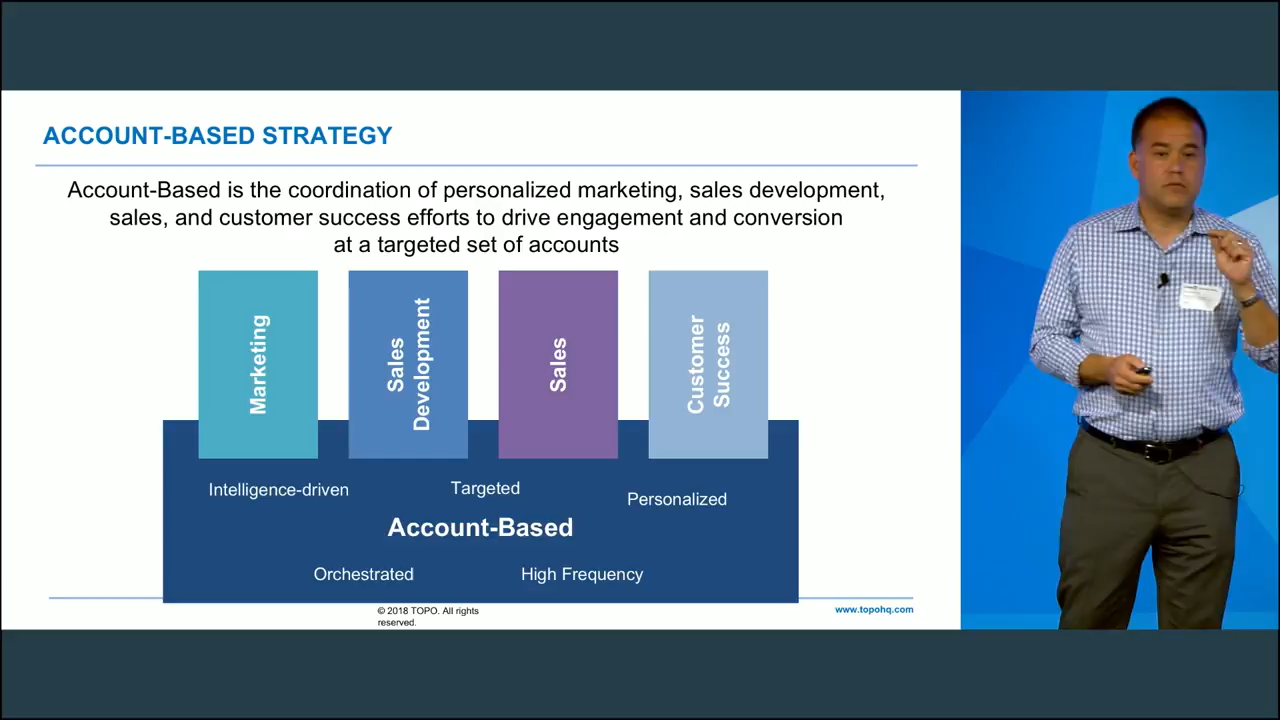 ACCOUNT-BASED STRATEGY
Account-Based is the coordination of personalized marketing, sales development,
sales, and customer success efforts to drive engagement and conversion
at a targeted set of accounts
Marketing
Sales
Development
Sales
Customer
Success
Intelligence-driven
Targeted
Personalized
Account-Based
Orchestrated
High Frequency
© 2018 TOPO. All rights
reserved.
www.topohq.com